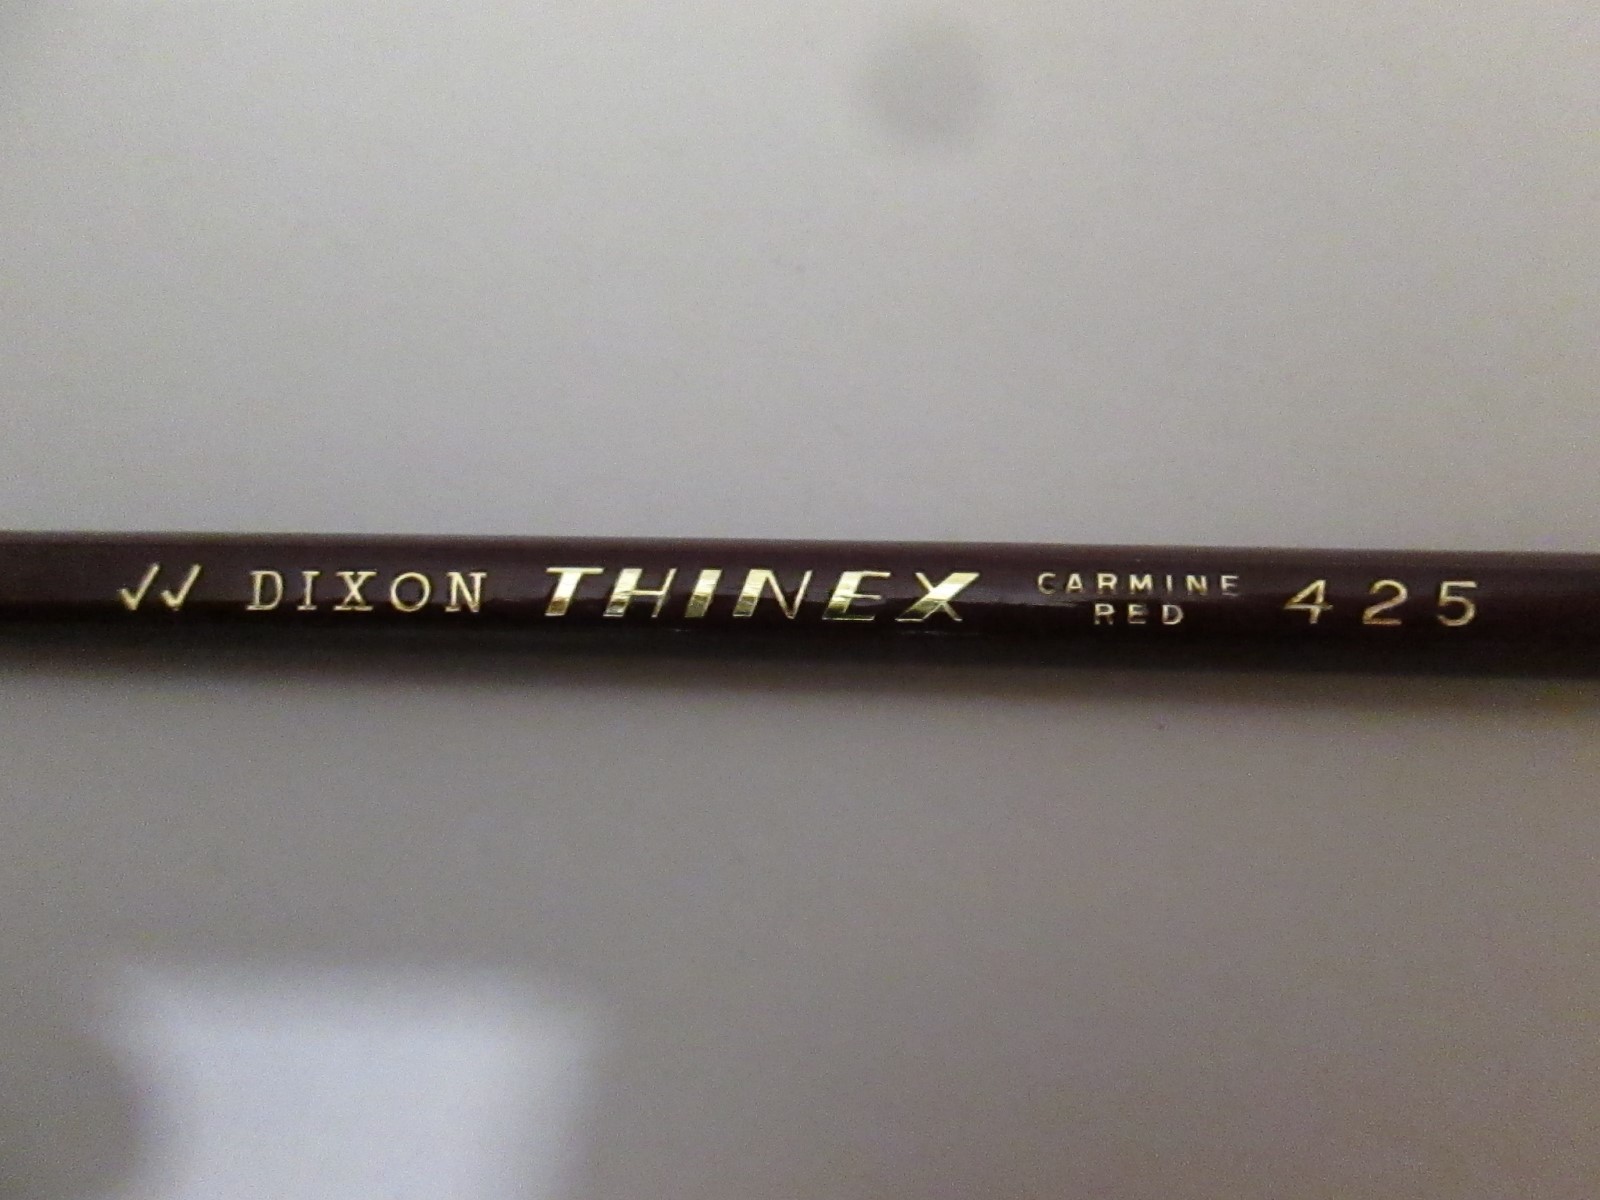 ✓✓ DIXON THINEX CARMINE RED 425